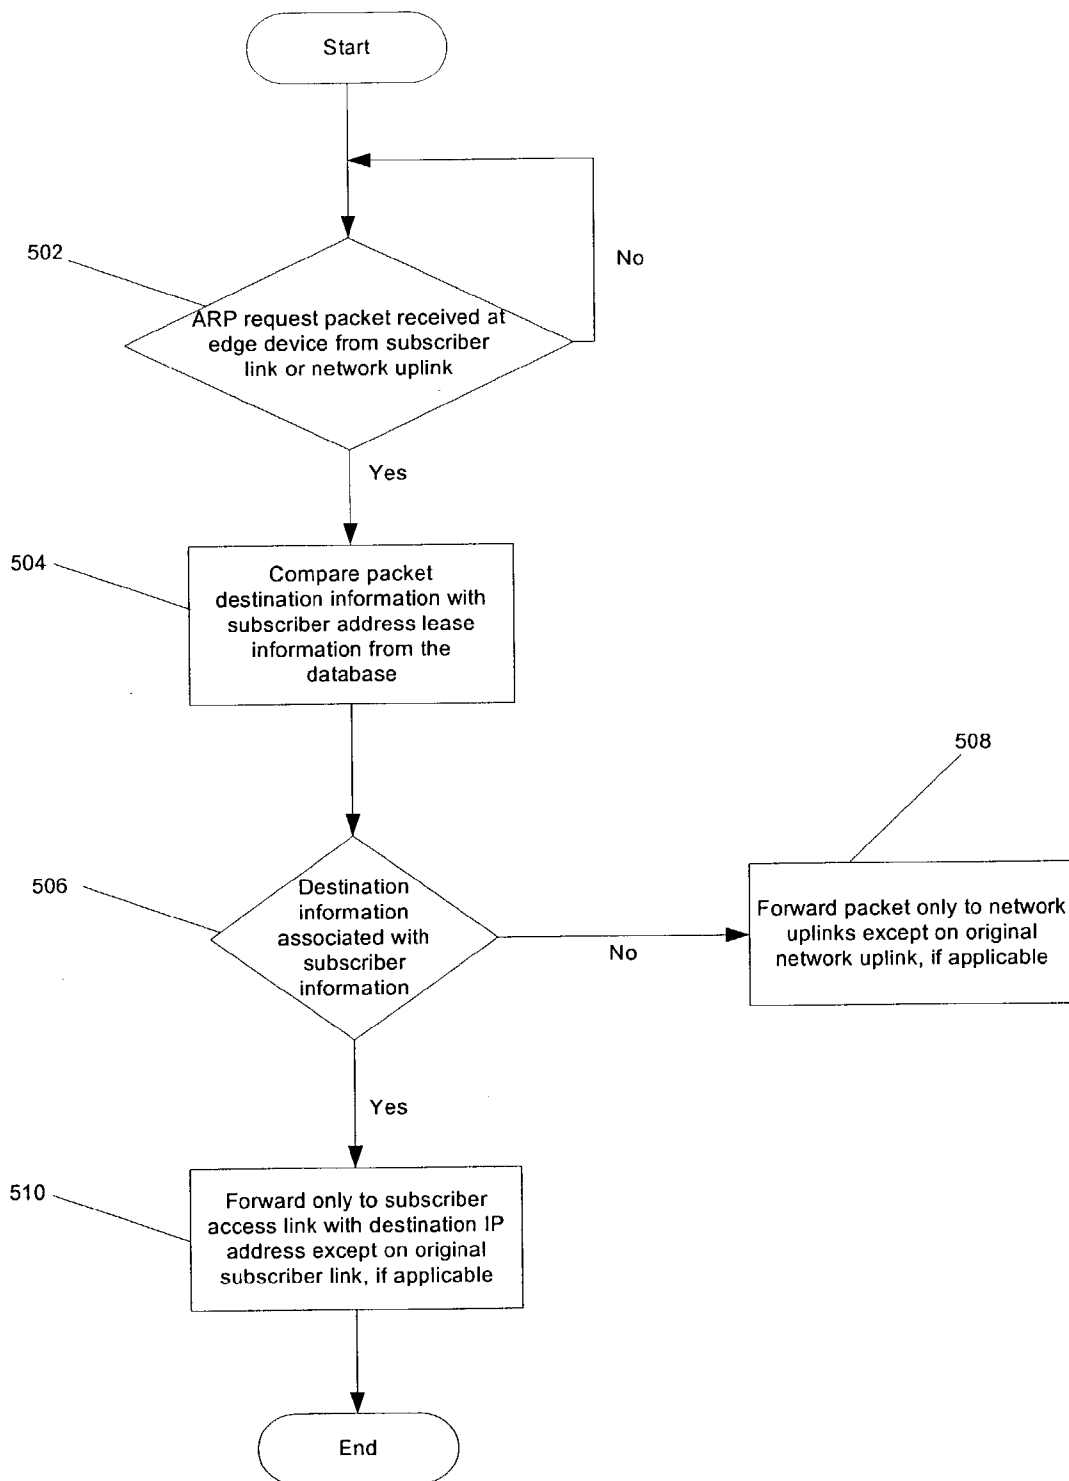 Start
No
502
ARP request packet received at
edge device from subscriber
link or network uplink
Yes
504
Compare packet
destination information with
subscriber address lease
information from the
database
508
506
Destination
information
associated with
subscriber
information
No
Forward packet only to network
uplinks except on original
network uplink, if applicable
Yes
510
Forward only to subscriber
access link with destination IP
address except on original
subscriber link, if applicable
End